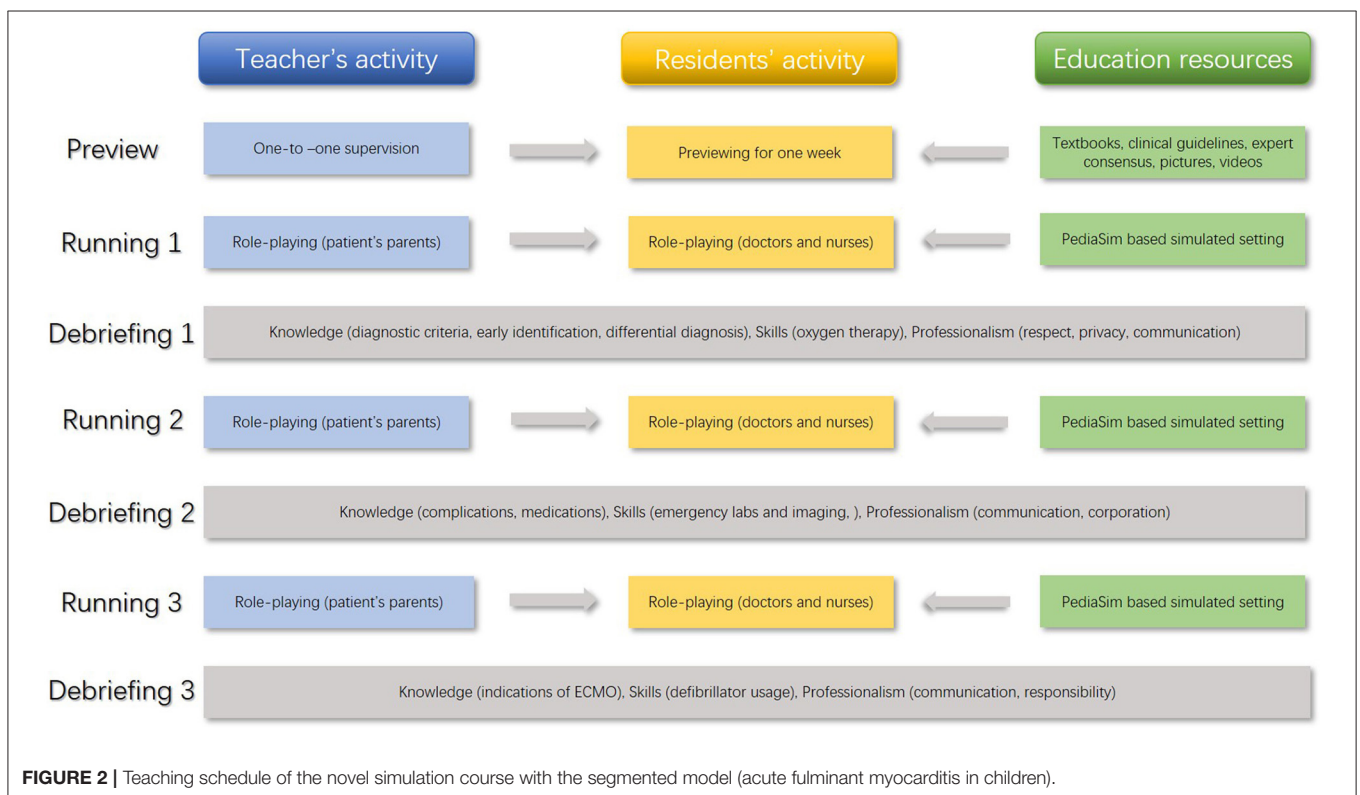 Teacher's activity
Residents' activity
Education resources
Preview
One-to –one supervision
Previewing for one week
Textbooks, clinical guidelines, expert
consensus, pictures, videos
Running 1
Role-playing (patient's parents)
Role-playing (doctors and nurses)
PediaSim based simulated setting
Debriefing 1
Knowledge (diagnostic criteria, early identification, differential diagnosis), Skills (oxygen therapy), Professionalism (respect, privacy, communication)
Running 2
Role-playing (patient's parents)
Role-playing (doctors and nurses)
PediaSim based simulated setting
Debriefing 2
Knowledge (complications, medications), Skills (emergency labs and imaging, ), Professionalism (communication, corporation)
Running 3
Role-playing (patient's parents)
Role-playing (doctors and nurses)
PediaSim based simulated setting
Debriefing 3
Knowledge (indications of ECMO), Skills (defibrillator usage), Professionalism (communication, responsibility)
FIGURE 2 | Teaching schedule of the novel simulation course with the segmented model (acute fulminant myocarditis in children).